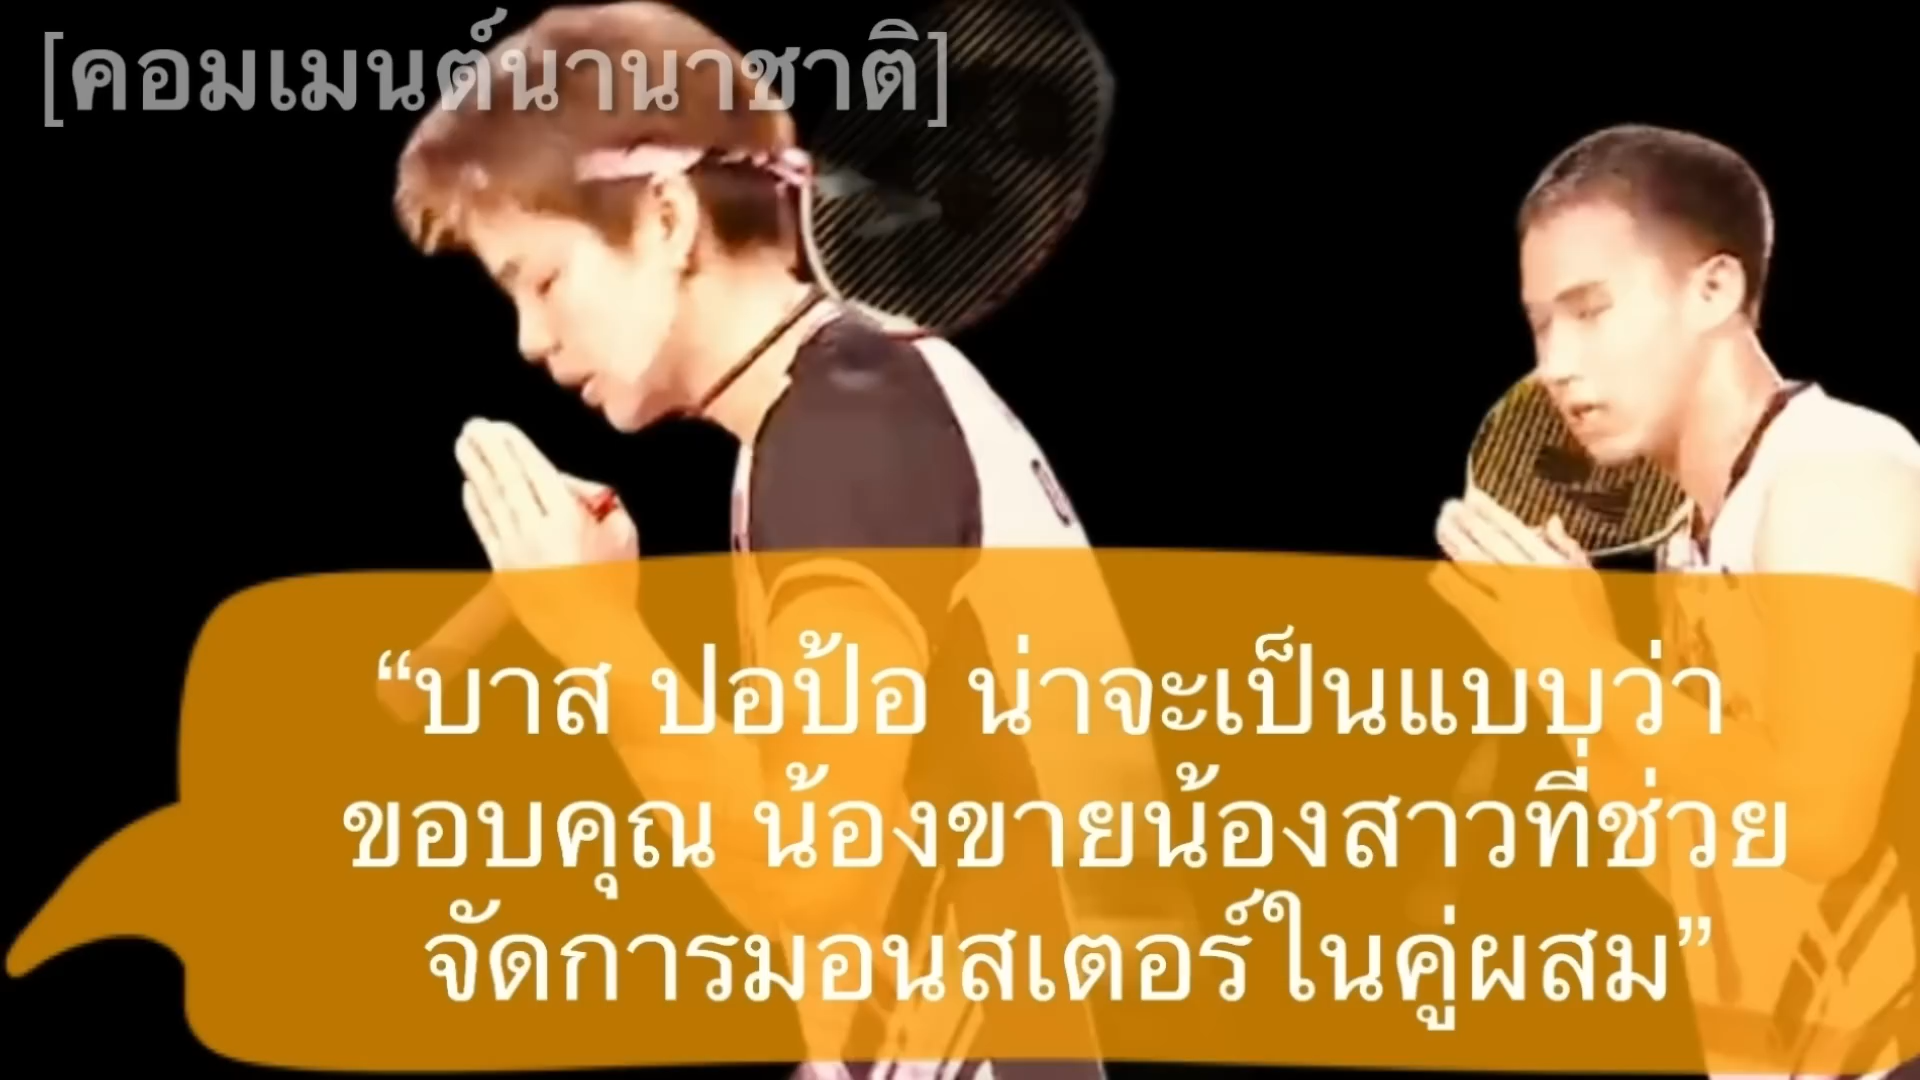 [คอมเมนต์นานาชาติ]
“บาส ปอป้อ น่าจะเป็นแบบว่า
ขอบคุณ น้องขายน้องสาวที่ช่วย
จัดการมอนสเตอร์ในคู่ผสม”